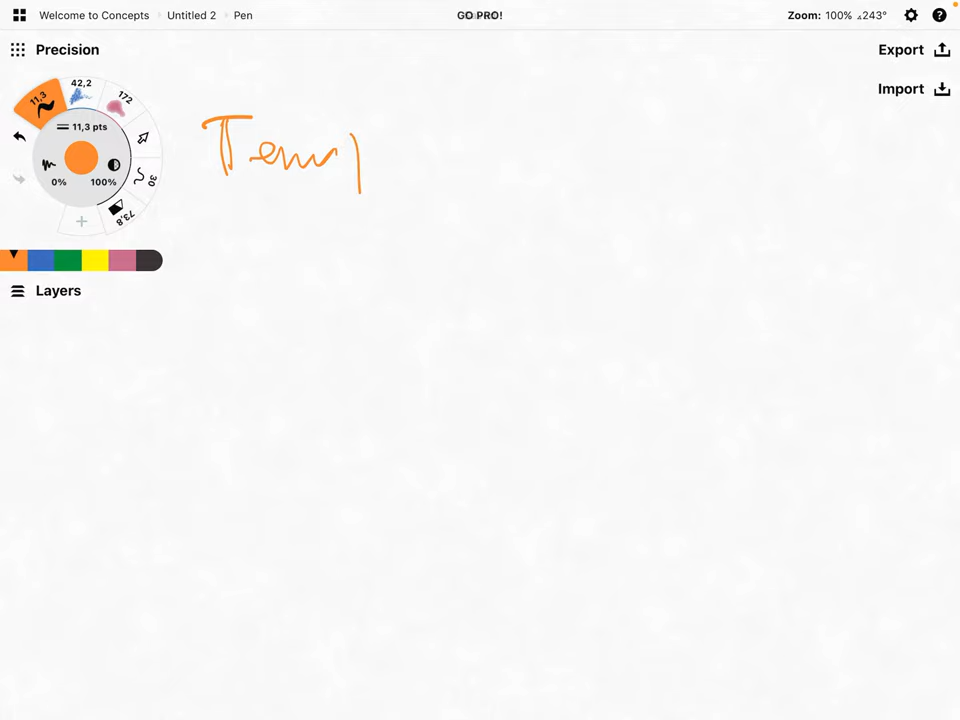 Welcome to Concepts › Untitled 2 › Pen
GO PRO!
Zoom: 100% ⊿243°
?
Precision
Export
Import
42,2
11,3
172
11,3 pts
0%
100%
30
73,8
+
Layers